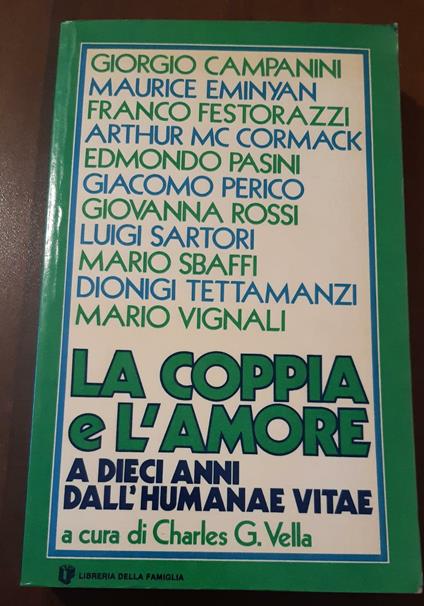 GIORGIO CAMPANINI
MAURICE EMINYAN
FRANCO FESTORAZZI
ARTHUR MC CORMACK
EDMONDO PASINI
GIACOMO PERICO
GIOVANNA ROSSI
LUIGI SARTORI
MARIO SBAFFI
DIONIGI TETTAMANZI
MARIO VIGNALI
LA COPPIA
e L'AMORE
A DIECI ANNI
DALL'HUMANAE VITAE
a cura di Charles G. Vella
LIBRERIA DELLA FAMIGLIA